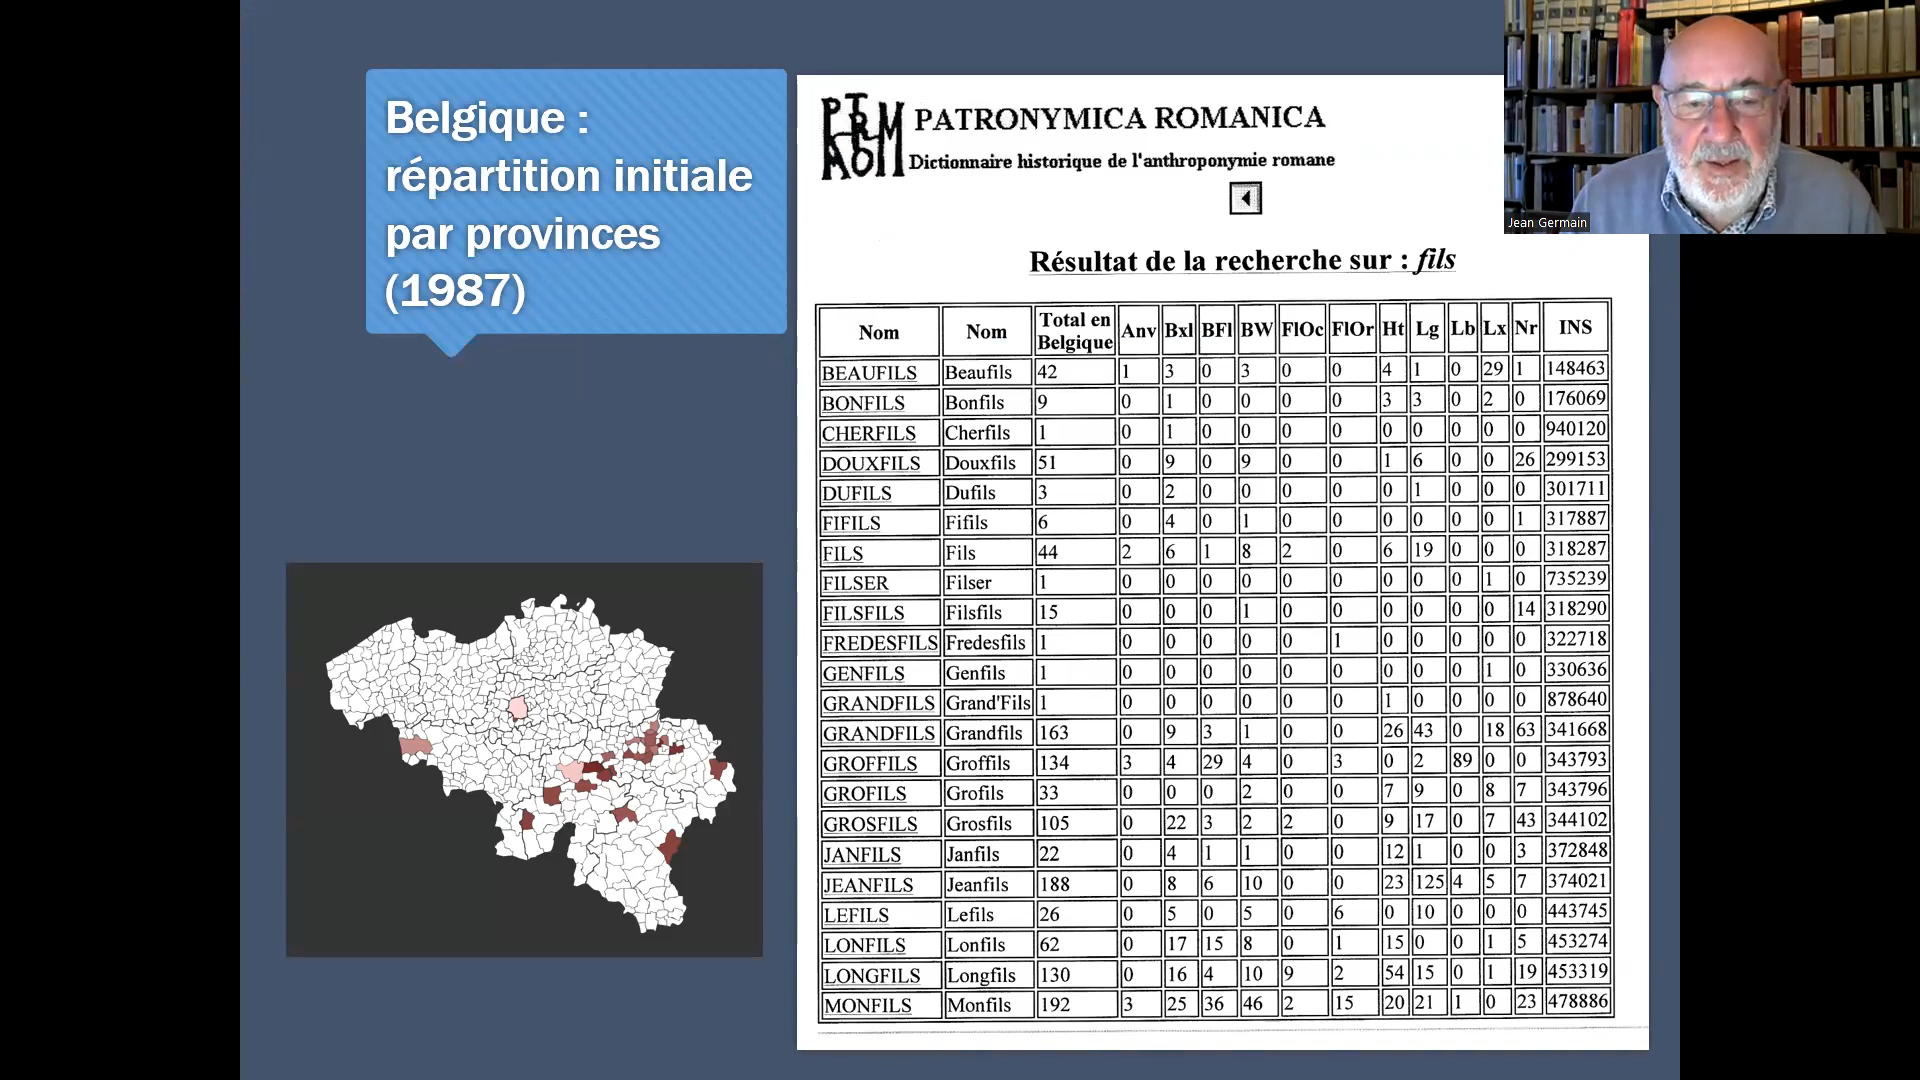 Belgique :
répartition initiale
par provinces
(1987)
PATRONYMICA ROMANICA
Dictionnaire historique de l'anthroponymie romane
Jean Germain
Résultat de la recherche sur : fils
Nom Nom Total en Belgique Anv Bxl BFl BW FlOc FlOr Ht Lg Lb Lx Nr INS
BEAUFILS Beaufils 42 1 3 0 3 0 0 4 1 0 29 1 148463
BONFILS Bonfils 9 0 1 0 0 0 0 3 3 0 2 0 176069
CHERFILS Cherfils 1 0 1 0 0 0 0 0 0 0 0 0 940120
DOUXFILS Douxfils 51 0 9 0 9 0 0 1 6 0 0 26 299153
DUFILS Dufils 3 0 2 0 0 0 0 0 1 0 0 0 301711
FIFILS Fifils 6 0 4 0 1 0 0 0 0 0 0 1 317887
FILS Fils 44 2 6 1 8 2 0 6 19 0 0 0 318287
FILSER Filser 1 0 0 0 0 0 0 0 0 0 1 0 735239
FILSFILS Filsfils 15 0 0 0 1 0 0 0 0 0 0 14 318290
FREDESFILS Fredesfils 1 0 0 0 0 0 1 0 0 0 0 0 322718
GENFILS Genfils 1 0 0 0 0 0 0 0 0 0 1 0 330636
GRANDFILS Grand'Fils 1 0 0 0 0 0 0 1 0 0 0 0 878640
GRANDFILS Grandfils 163 0 9 3 1 0 0 26 43 0 18 63 341668
GROFFILS Groffils 134 3 4 29 4 0 3 0 2 89 0 0 343793
GROFILS Grofils 33 0 0 0 2 0 0 7 9 0 8 7 343796
GROSFILS Grosfils 105 0 22 3 2 2 0 9 17 0 7 43 344102
JANFILS Janfils 22 0 4 1 1 0 0 12 1 0 0 3 372848
JEANFILS Jeanfils 188 0 8 6 10 0 0 23 125 4 5 7 374021
LEFILS Lefils 26 0 5 0 5 0 6 0 10 0 0 0 443745
LONFILS Lonfils 62 0 17 15 8 0 1 15 0 0 1 5 453274
LONGFILS Longfils 130 0 16 4 10 9 2 54 15 0 1 19 453319
MONFILS Monfils 192 3 25 36 46 2 15 20 21 1 0 23 478886